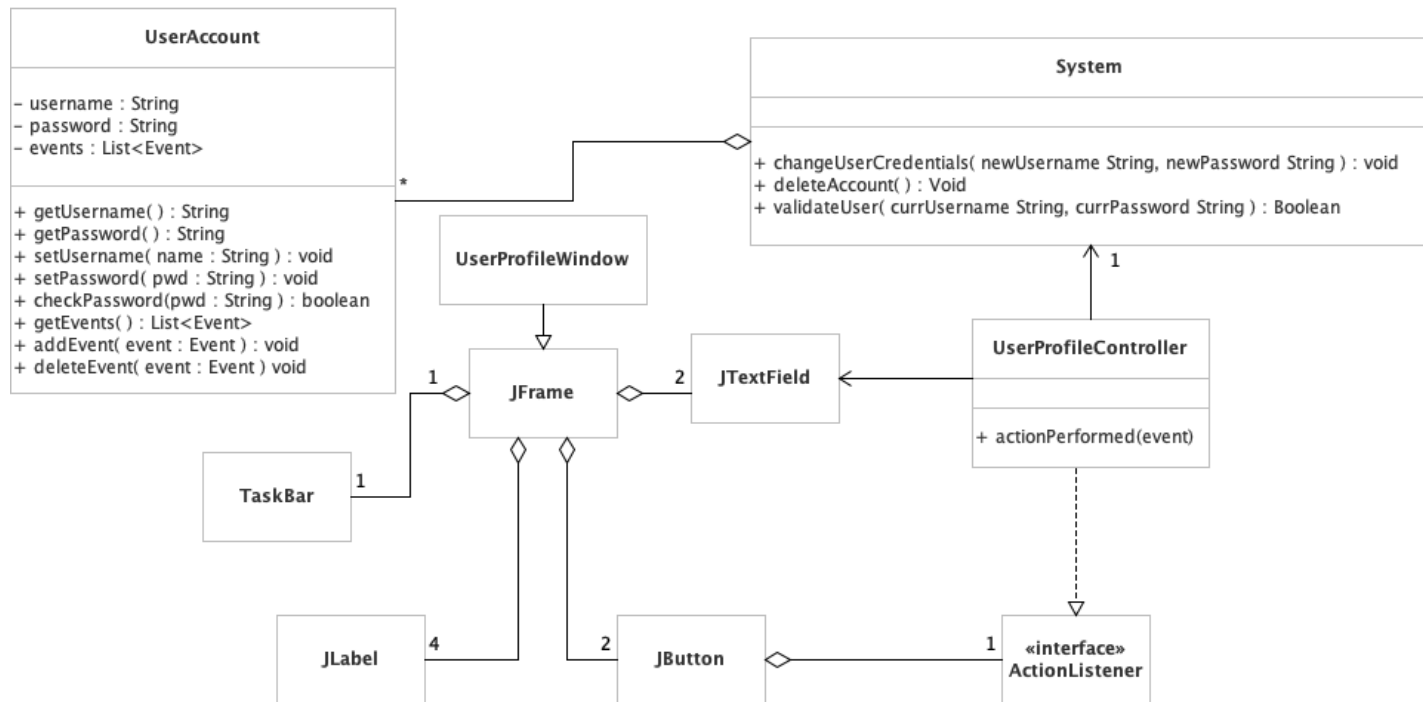 UserAccount
– username : String
– password : String
– events : List<Event>
+ getUsername( ) : String
+ getPassword( ) : String
+ setUsername( name : String ) : void
+ setPassword( pwd : String ) : void
+ checkPassword(pwd : String ) : boolean
+ getEvents( ) : List<Event>
+ addEvent( event : Event ) : void
+ deleteEvent( event : Event ) void
*
System
+ changeUserCredentials( newUsername String, newPassword String ) : void
+ deleteAccount( ) : Void
+ validateUser( currUsername String, currPassword String ) : Boolean
1
UserProfileWindow
UserProfileController
+ actionPerformed(event)
1
JFrame
2
JTextField
TaskBar
1
JLabel
4
2
JButton
1
«interface»
ActionListener